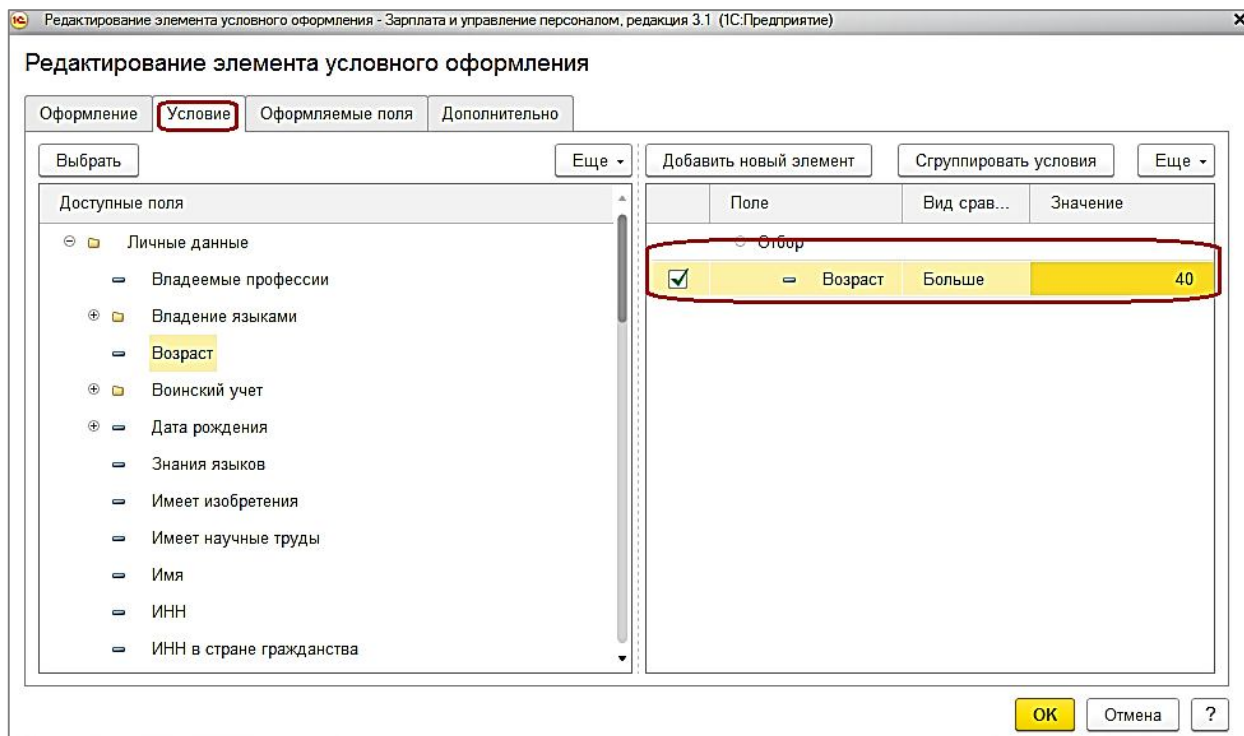 1С Редактирование элемента условного оформления - Зарплата и управление персоналом, редакция 3.1 (1С:Предприятие)
Редактирование элемента условного оформления
Оформление Условие Оформляемые поля Дополнительно
Выбрать Еще Добавить новый элемент Сгруппировать условия Еще
Доступные поля Поле Вид срав... Значение
Личные данные Отбор
Владеемые профессии Возраст Больше 40
Владение языками
Возраст
Воинский учет
Дата рождения
Знания языков
Имеет изобретения
Имеет научные труды
Имя
ИНН
ИНН в стране гражданства
ОК Отмена ?